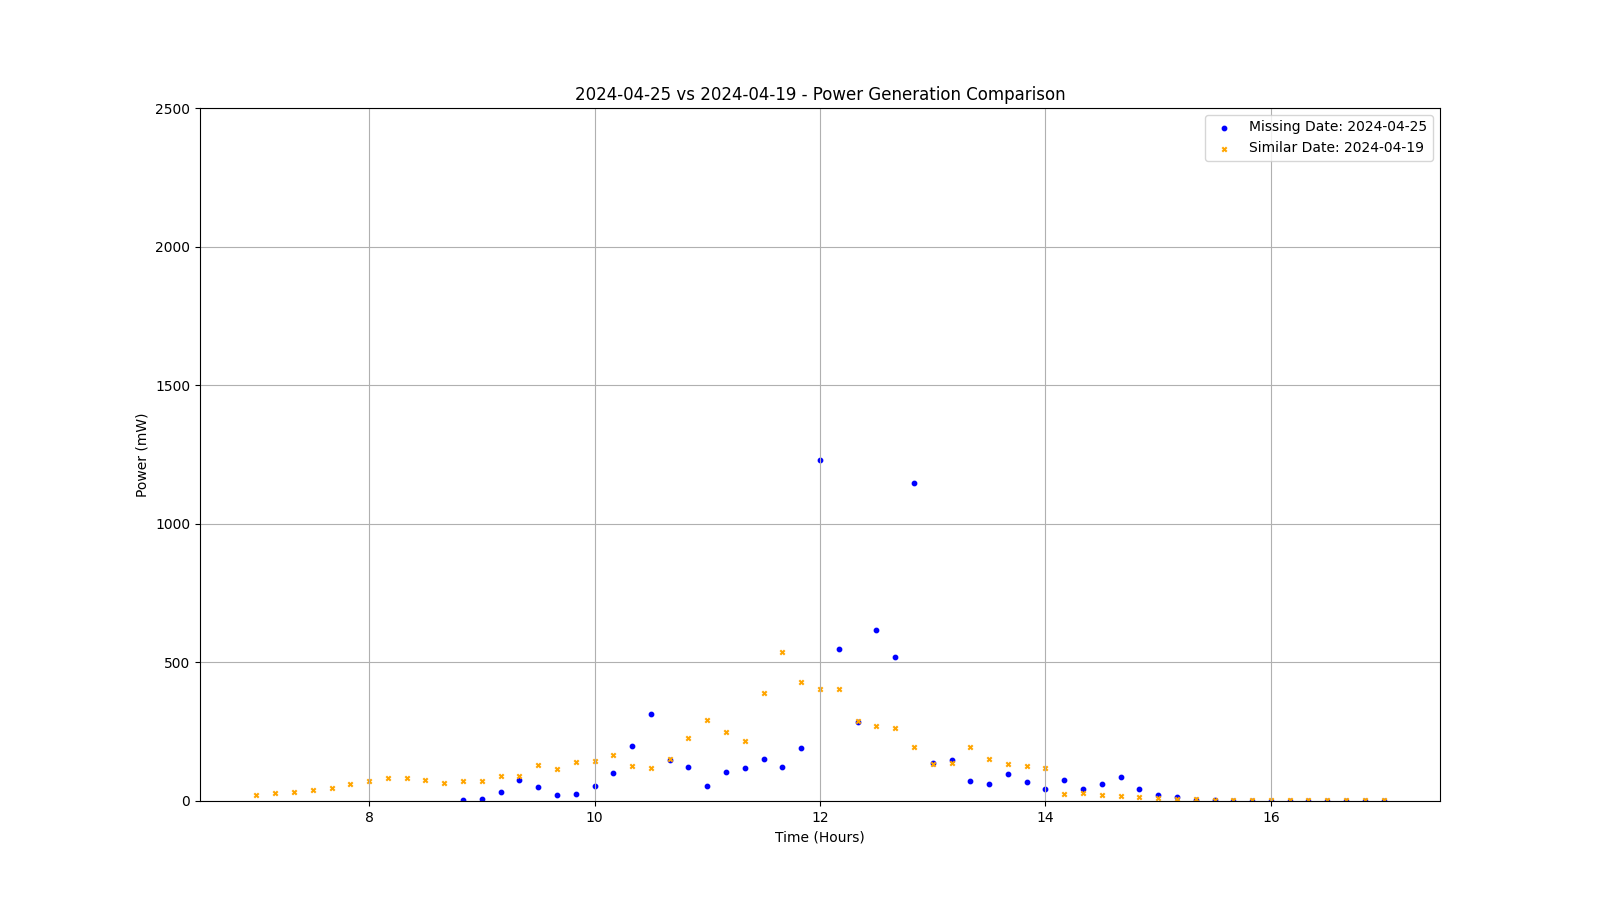 2024-04-25 vs 2024-04-19 - Power Generation Comparison
Missing Date: 2024-04-25
Similar Date: 2024-04-19
2500
2000
1500
1000
500
0
Power (mW)
8 10 12 14 16
Time (Hours)